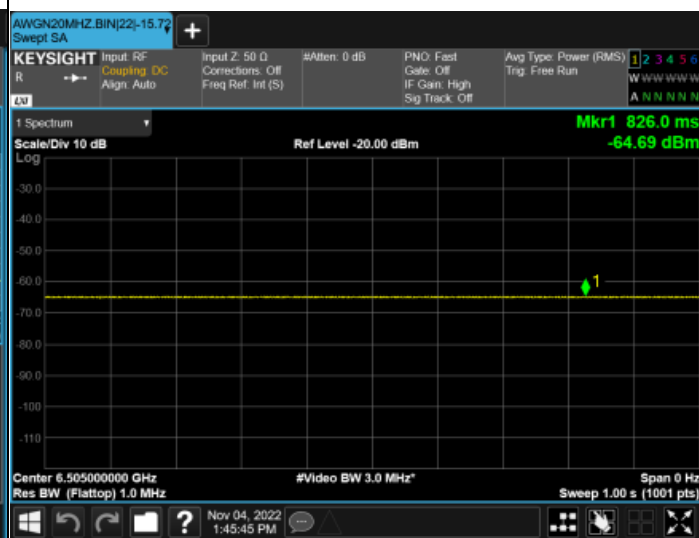 AWGN20MHZ.BIN|22|-15.72
Swept SA
KEYSIGHT
Input: RF
Coupling: DC
Align: Auto
Input Z: 50 Ω
Corrections: Off
Freq Ref: Int (S)
#Atten: 0 dB
PNO: Fast
Gate: Off
IF Gain: High
Sig Track: Off
Avg Type: Power (RMS)
Trig: Free Run
1 2 3 4 5 6
W W W W W W
A N N N N N
R
LXI
1 Spectrum
Mkr1 826.0 ms
Scale/Div 10 dB
Ref Level -20.00 dBm
-64.69 dBm
Log
-30.0
-40.0
-50.0
-60.0
1
-70.0
-80.0
-90.0
-100
-110
Center 6.505000000 GHz
#Video BW 3.0 MHz*
Span 0 Hz
Res BW (Flattop) 1.0 MHz
Sweep 1.00 s (1001 pts)
?
Nov 04, 2022
1:45:45 PM